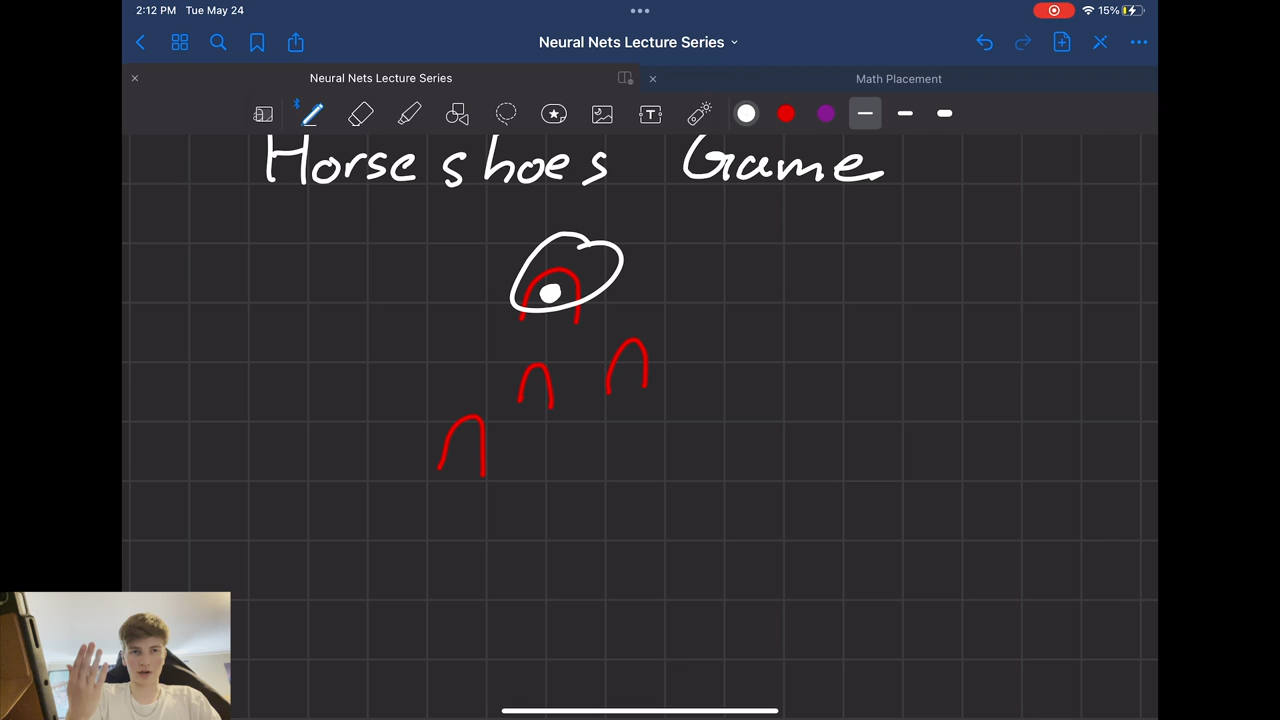 2:12 PM Tue May 24
15%
Neural Nets Lecture Series
Neural Nets Lecture Series
Math Placement
T
Horseshoes Game